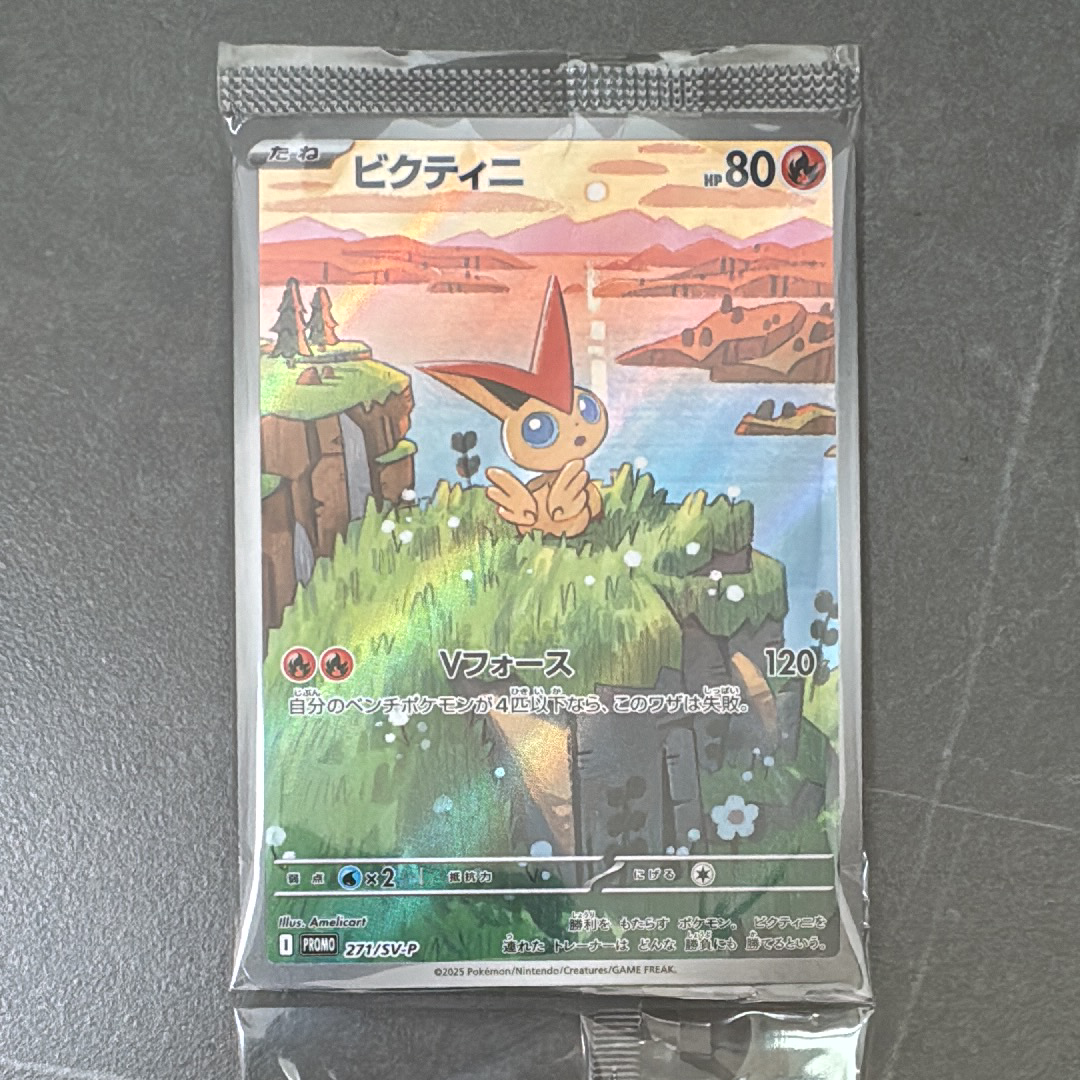 たね ビクティニ HP80
Vフォース 120
自分のベンチポケモンが4匹以下なら、このワザは失敗。
弱点 ×2 抵抗力 にげる
Illus. Amelicart
勝利を もたらす ポケモン。 ビクティニを
連れた トレーナーは どんな 勝負にも 勝てるという。
I PROMO 271/SV-P
©2025 Pokémon/Nintendo/Creatures/GAME FREAK.